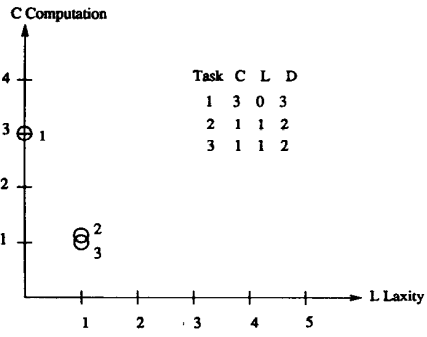 C Computation
4
Task C L D
1 3 0 3
3 1
2 1 1 2
3 1 1 2
2
2
1
3
L Laxity
1 2 3 4 5